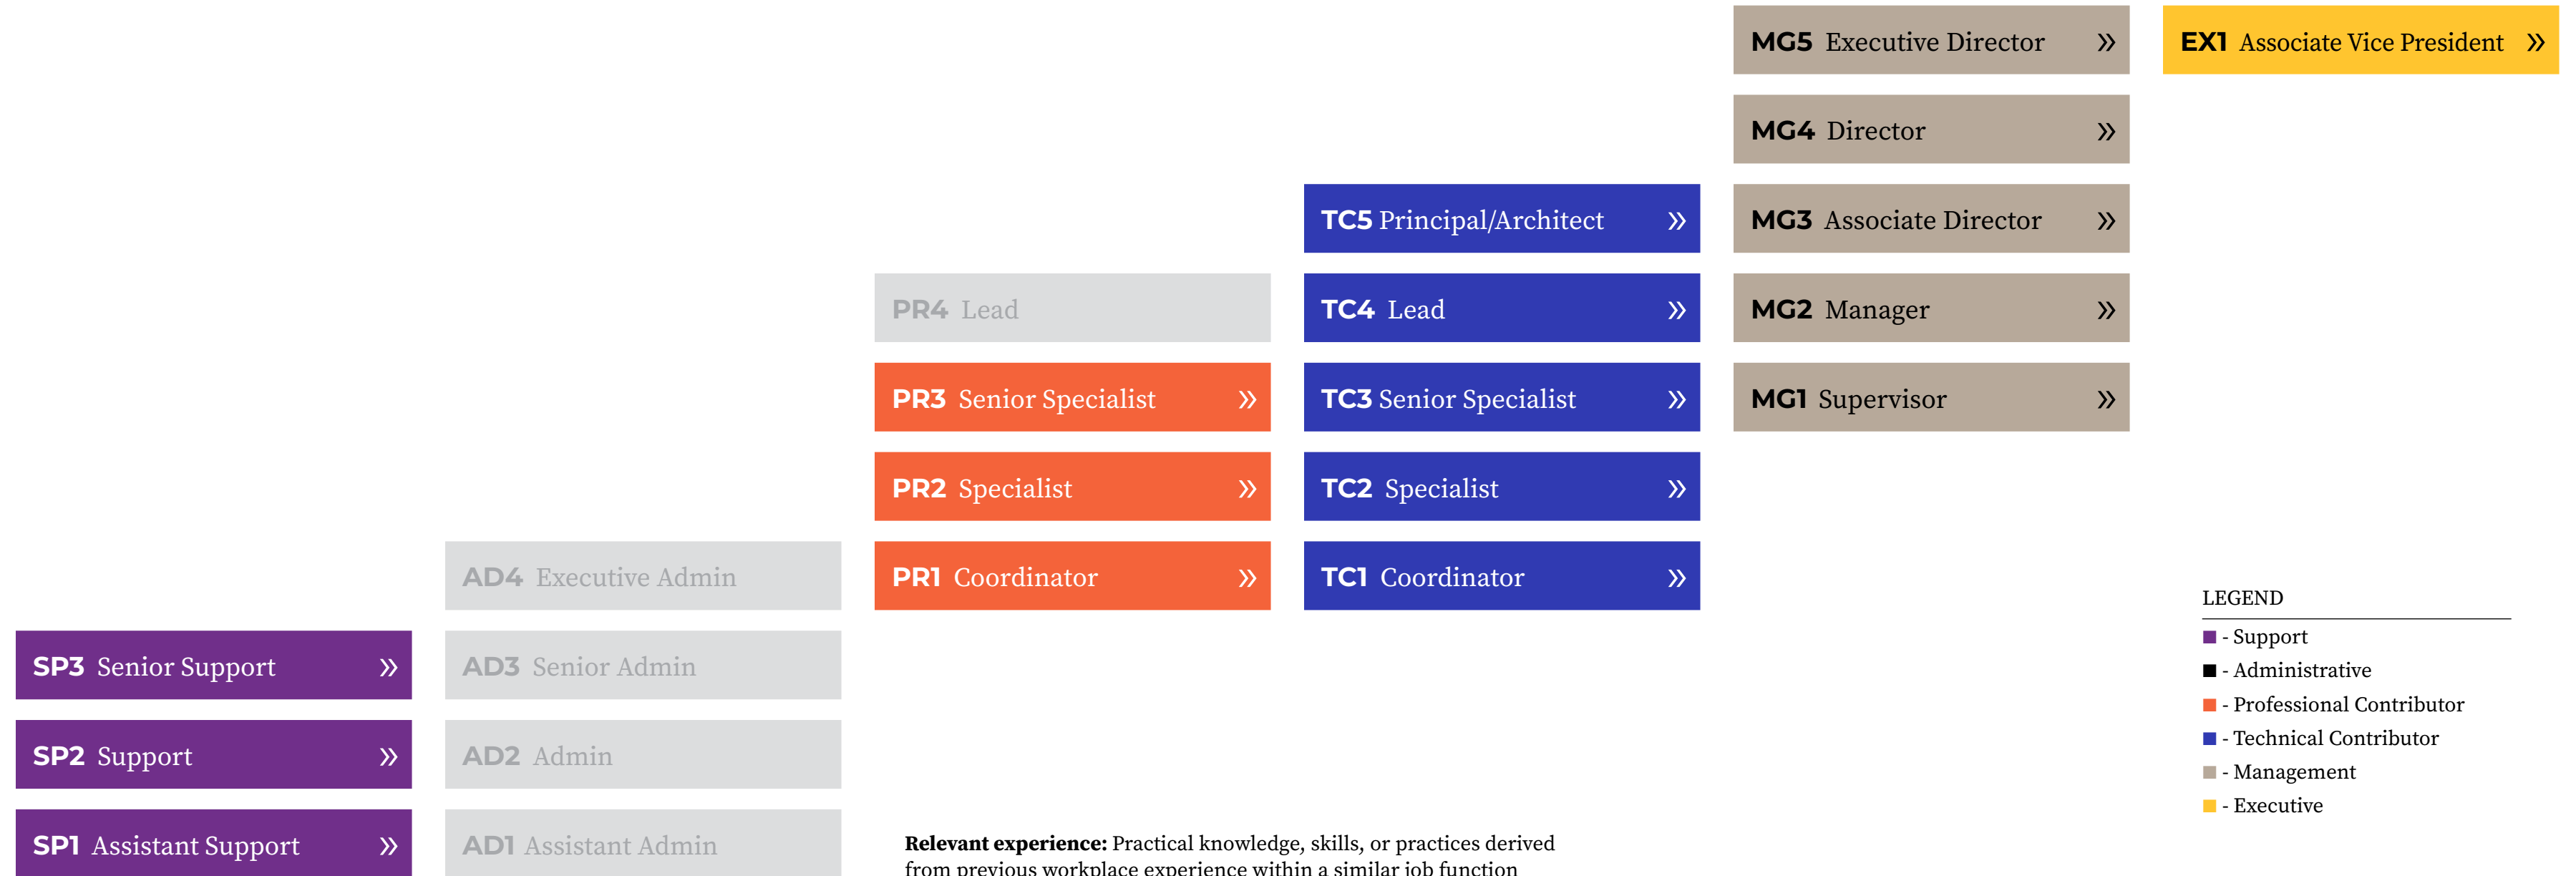 MG5 Executive Director »
EX1 Associate Vice President »
MG4 Director »
TC5 Principal/Architect »
MG3 Associate Director »
PR4 Lead
TC4 Lead »
MG2 Manager »
PR3 Senior Specialist »
TC3 Senior Specialist »
MG1 Supervisor »
PR2 Specialist »
TC2 Specialist »
AD4 Executive Admin
PR1 Coordinator »
TC1 Coordinator »
SP3 Senior Support »
AD3 Senior Admin
SP2 Support »
AD2 Admin
SP1 Assistant Support »
AD1 Assistant Admin
Relevant experience: Practical knowledge, skills, or practices derived
from previous workplace experience within a similar job function
LEGEND
- Support
- Administrative
- Professional Contributor
- Technical Contributor
- Management
- Executive